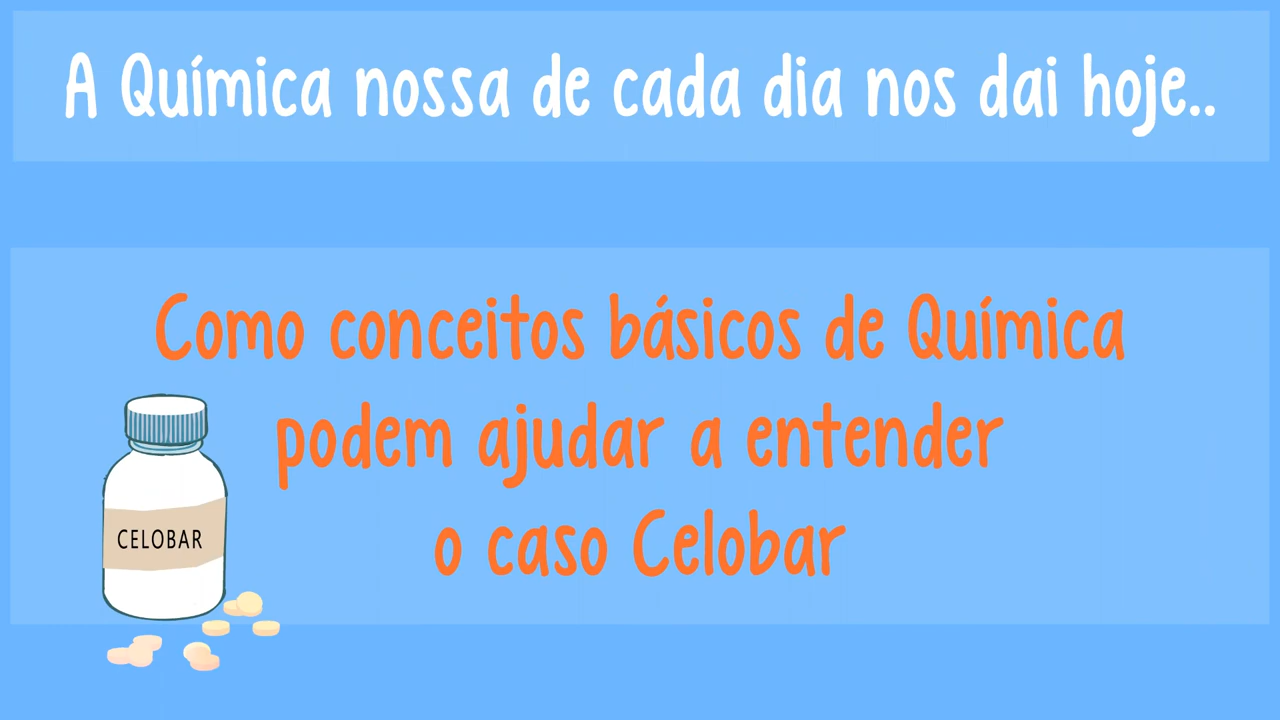 A Química nossa de cada dia nos dai hoje..
Como conceitos básicos de Química
podem ajudar a entender
o caso Celobar
CELOBAR